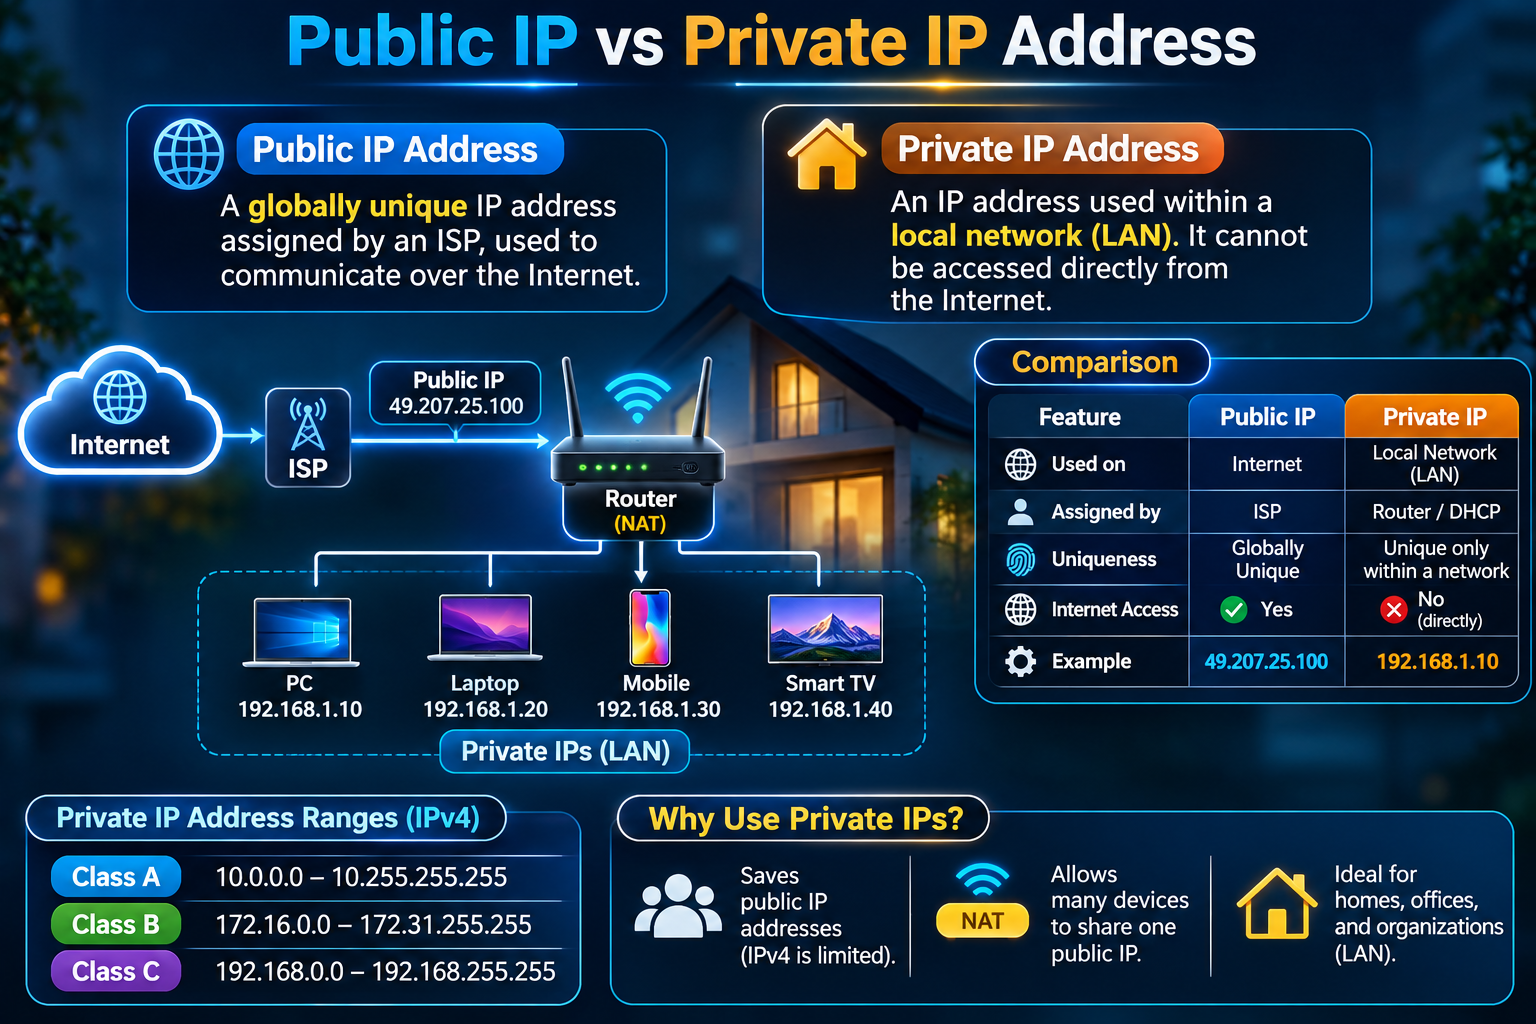 Public IP vs Private IP Address
Public IP Address
A globally unique IP address
assigned by an ISP, used to
communicate over the Internet.
Private IP Address
An IP address used within a
local network (LAN). It cannot
be accessed directly from
the Internet.
Internet
ISP
Public IP
49.207.25.100
Router
(NAT)
PC
192.168.1.10
Laptop
192.168.1.20
Mobile
192.168.1.30
Smart TV
192.168.1.40
Private IPs (LAN)
Comparison
Feature Public IP Private IP
Used on Internet Local Network
(LAN)
Assigned by ISP Router / DHCP
Uniqueness Globally
Unique Unique only
within a network
Internet Access Yes No
(directly)
Example 49.207.25.100 192.168.1.10
Private IP Address Ranges (IPv4)
Class A 10.0.0.0 – 10.255.255.255
Class B 172.16.0.0 – 172.31.255.255
Class C 192.168.0.0 – 192.168.255.255
Why Use Private IPs?
Saves
public IP
addresses
(IPv4 is limited).
NAT
Allows
many devices
to share one
public IP.
Ideal for
homes, offices,
and organizations
(LAN).